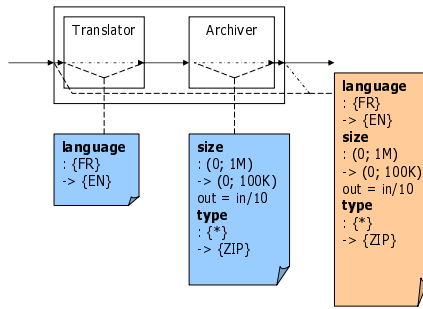 Translator
Archiver
language
: {FR}
-> {EN}
size
: (0; 1M)
-> (0; 100K)
out = in/10
type
: {*}
-> {ZIP}
language
: {FR}
-> {EN}
size
: (0; 1M)
-> (0; 100K)
out = in/10
type
: {*}
-> {ZIP}